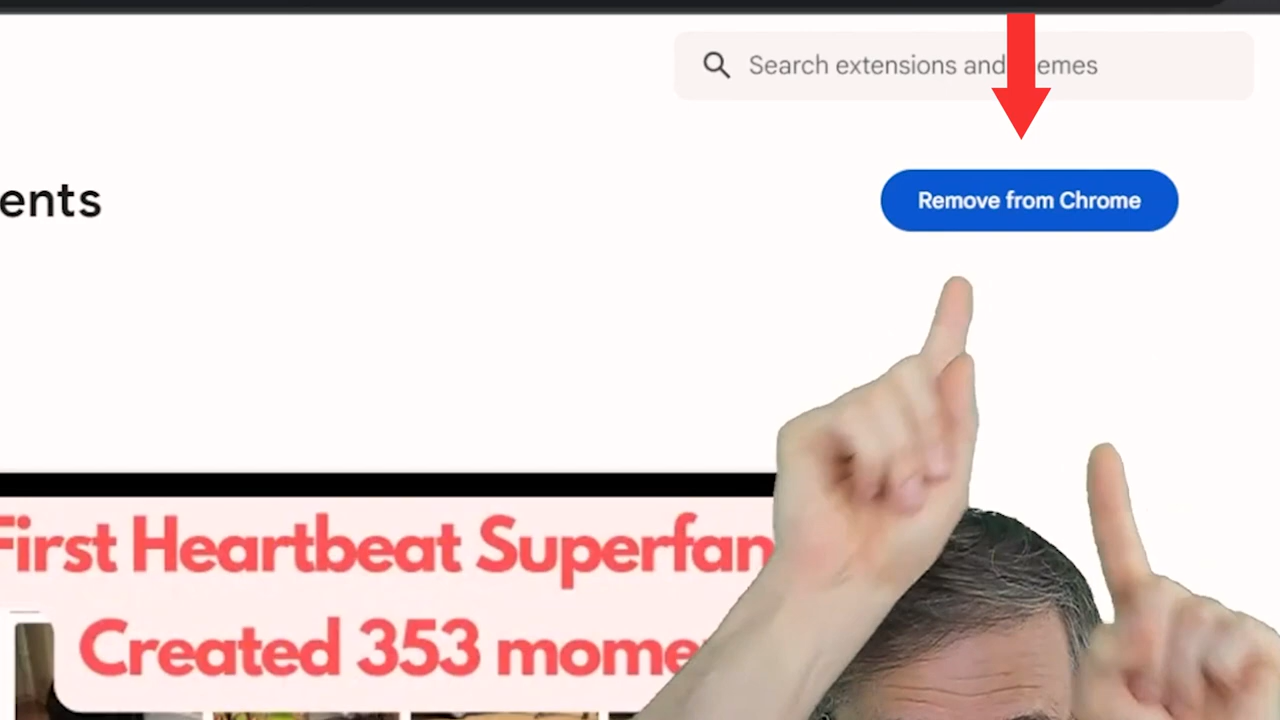 Search extensions and emes
ents
Remove from Chrome
First Heartbeat Superfan
Created 353 mome